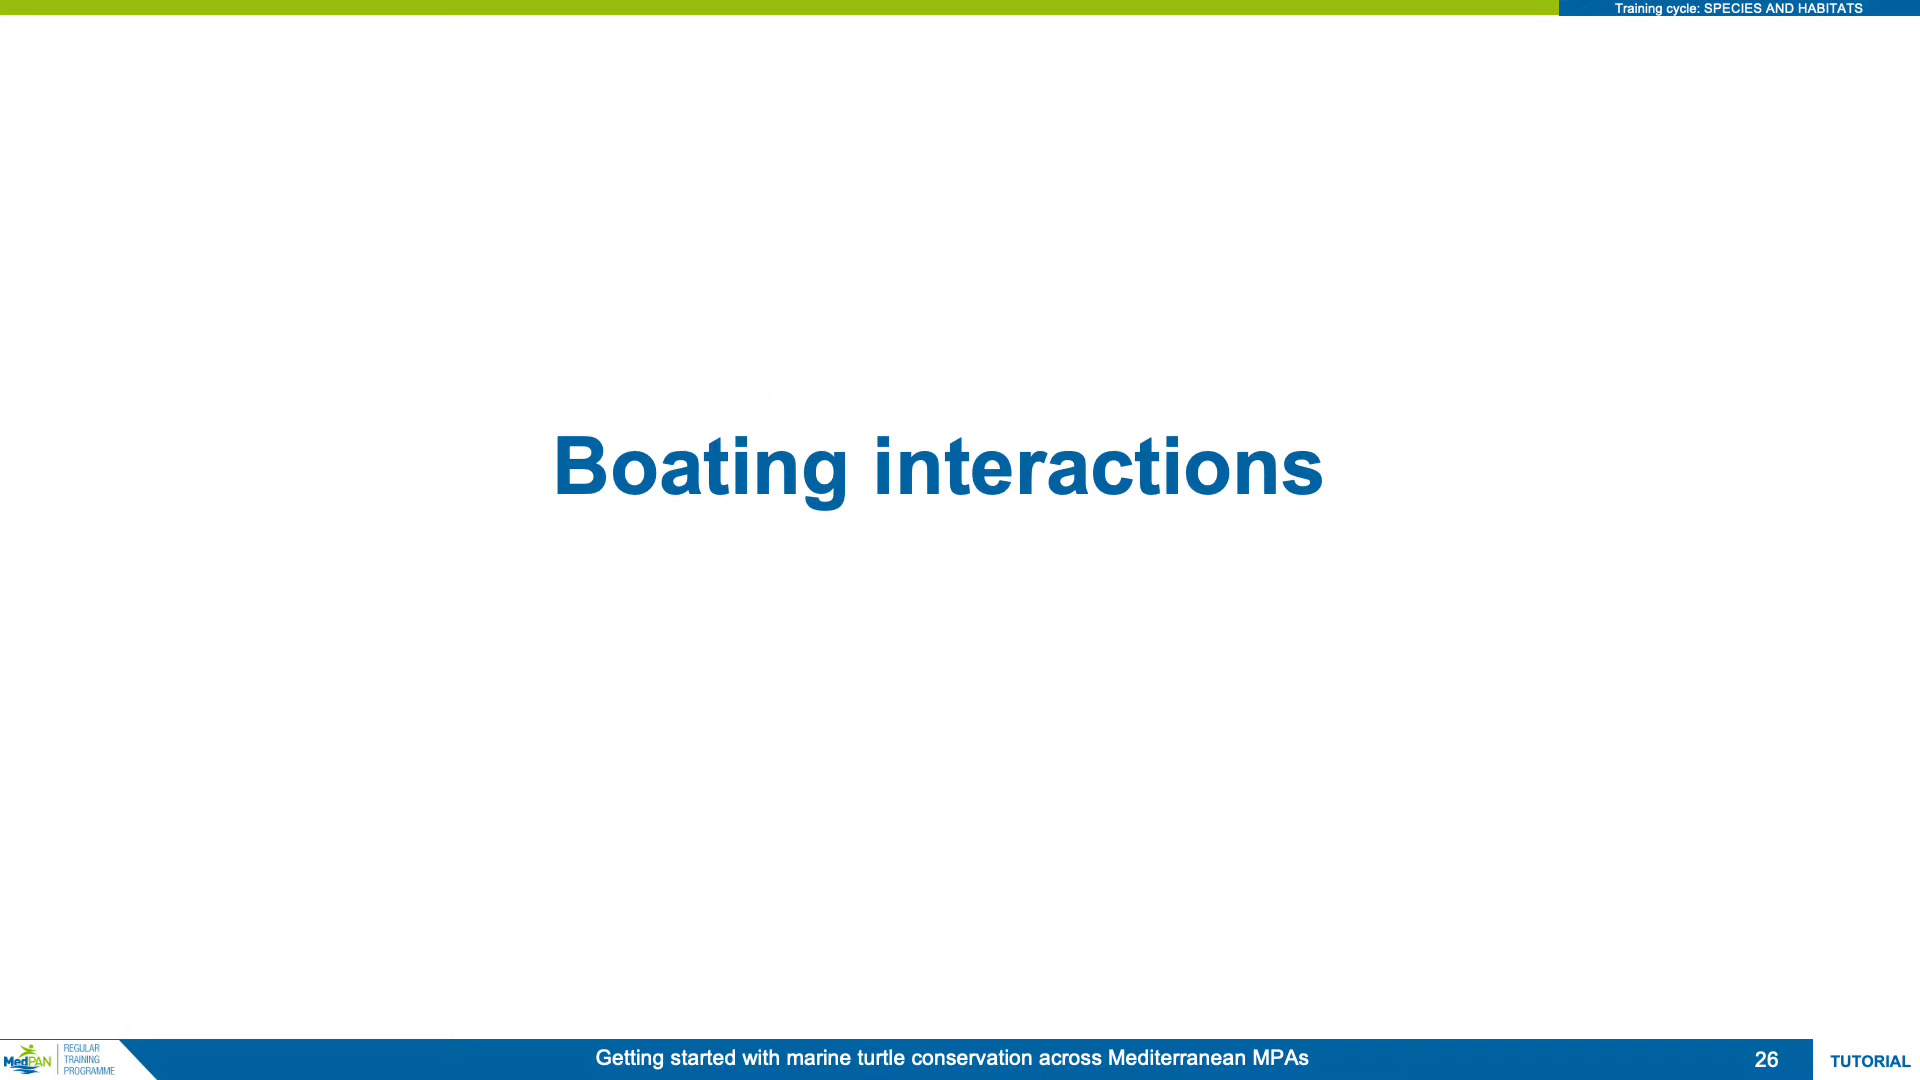 Training cycle: SPECIES AND HABITATS
Boating interactions
MedPAN
REGULAR
TRAINING
PROGRAMME
Getting started with marine turtle conservation across Mediterranean MPAs
26
TUTORIAL